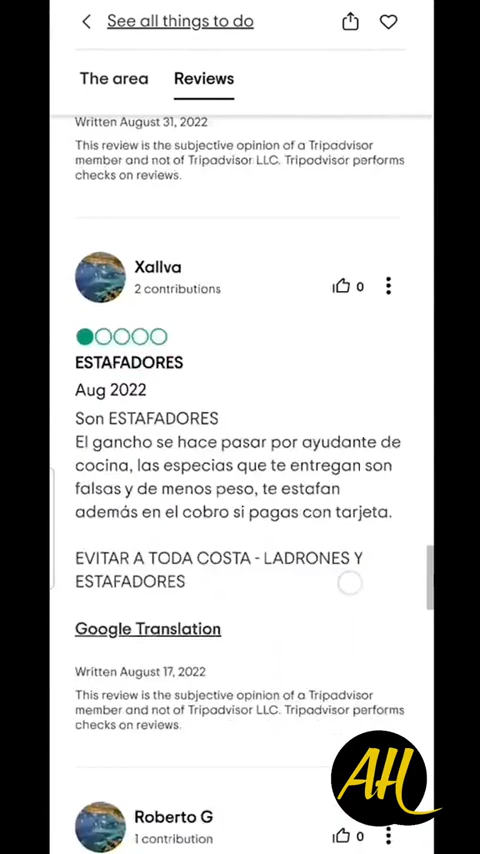 See all things to do
The area
Reviews
Written August 31, 2022
This review is the subjective opinion of a Tripadvisor
member and not of Tripadvisor LLC. Tripadvisor performs
checks on reviews.
Xallva
2 contributions
0
ESTAFADORES
Aug 2022
Son ESTAFADORES
El gancho se hace pasar por ayudante de
cocina, las especias que te entregan son
falsas y de menos peso, te estafan
además en el cobro si pagas con tarjeta.
EVITAR A TODA COSTA - LADRONES Y
ESTAFADORES
Google Translation
Written August 17, 2022
This review is the subjective opinion of a Tripadvisor
member and not of Tripadvisor LLC. Tripadvisor performs
checks on reviews.
AH
Roberto G
1 contribution
0